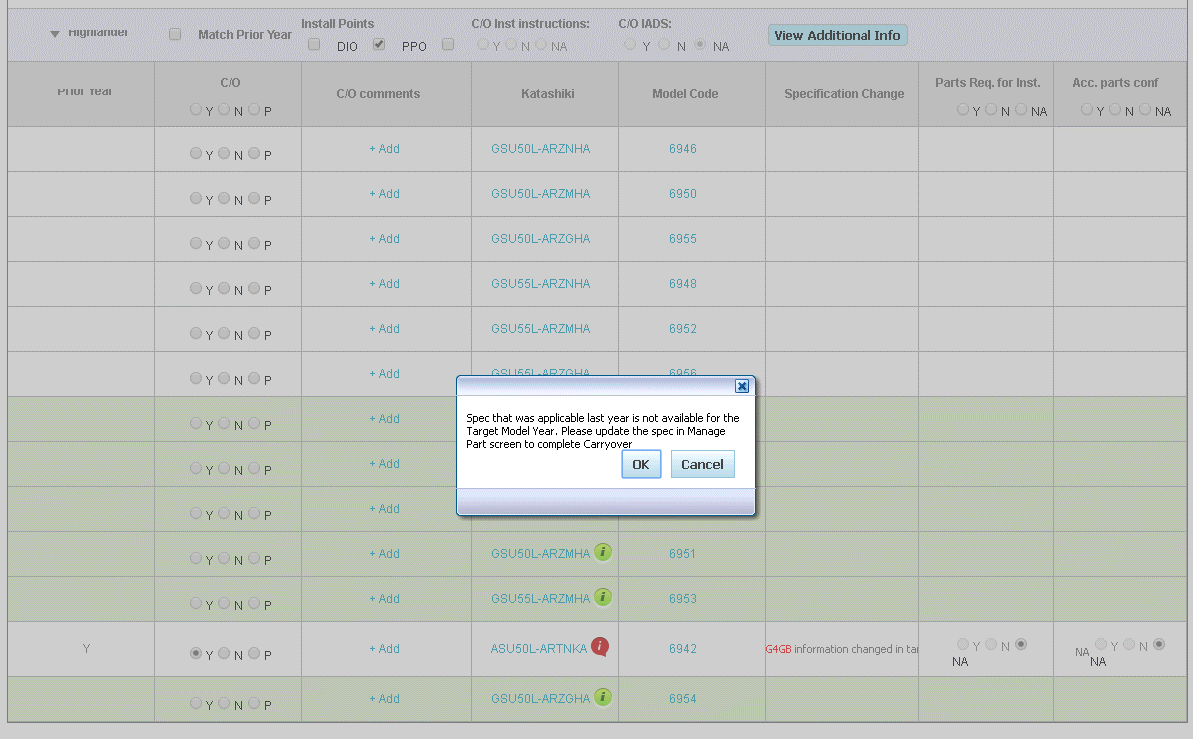 Highlander
Match Prior Year
Install Points
DIO PPO
C/O Inst instructions:
Y N NA
C/O IADS:
Y N NA
View Additional Info
Prior Year
C/O
Y N P
C/O comments
Katashiki
Model Code
Specification Change
Parts Req. for Inst.
Y N NA
Acc. parts conf
Y N NA
Y N P + Add GSU50L-ARZNHA 6946
Y N P + Add GSU50L-ARZMHA 6950
Y N P + Add GSU50L-ARZGHA 6955
Y N P + Add GSU55L-ARZNHA 6948
Y N P + Add GSU55L-ARZMHA 6952
Y N P + Add GSU55L-ARZGHA 6956
Y N P + Add
Y N P + Add
Y N P + Add
Spec that was applicable last year is not available for the
Target Model Year. Please update the spec in Manage
Part screen to complete Carryover
OK Cancel
Y N P + Add GSU50L-ARZMHA i 6951
Y N P + Add GSU55L-ARZMHA i 6953
Y Y N P + Add ASU50L-ARTNKA i 6942 G4GB information changed in tar Y N NA NA Y N NA
Y N P + Add GSU50L-ARZGHA i 6954